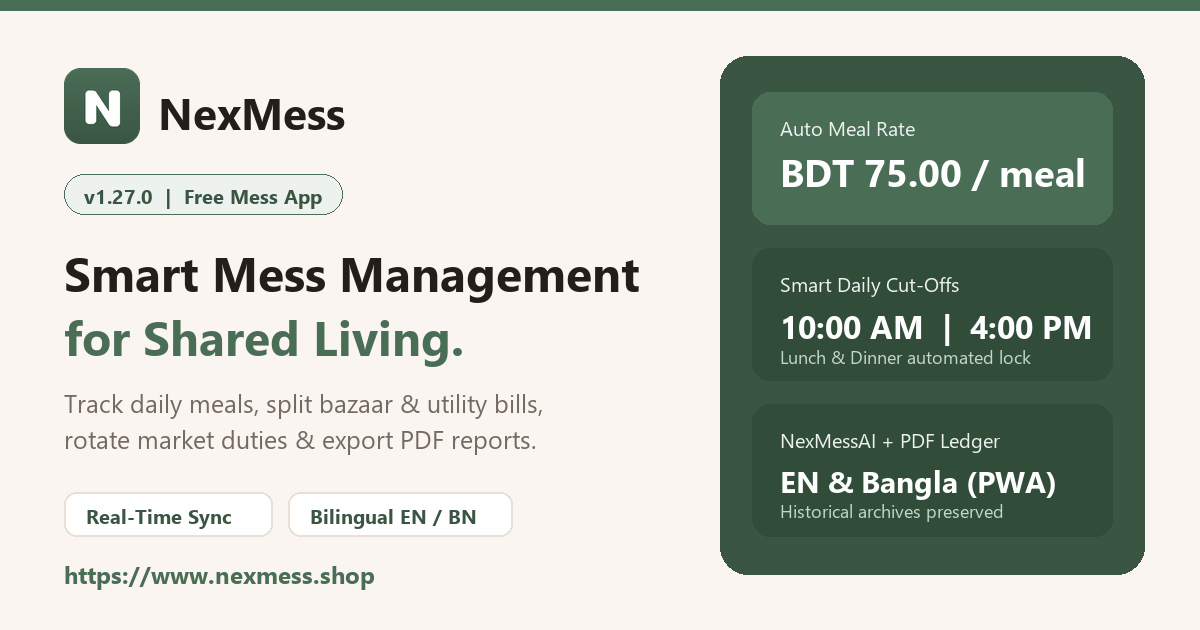 N NexMess
v1.27.0 | Free Mess App
Smart Mess Management
for Shared Living.
Track daily meals, split bazaar & utility bills,
rotate market duties & export PDF reports.
Real-Time Sync
Bilingual EN / BN
https://www.nexmess.shop
Auto Meal Rate
BDT 75.00 / meal
Smart Daily Cut-Offs
10:00 AM | 4:00 PM
Lunch & Dinner automated lock
NexMessAI + PDF Ledger
EN & Bangla (PWA)
Historical archives preserved